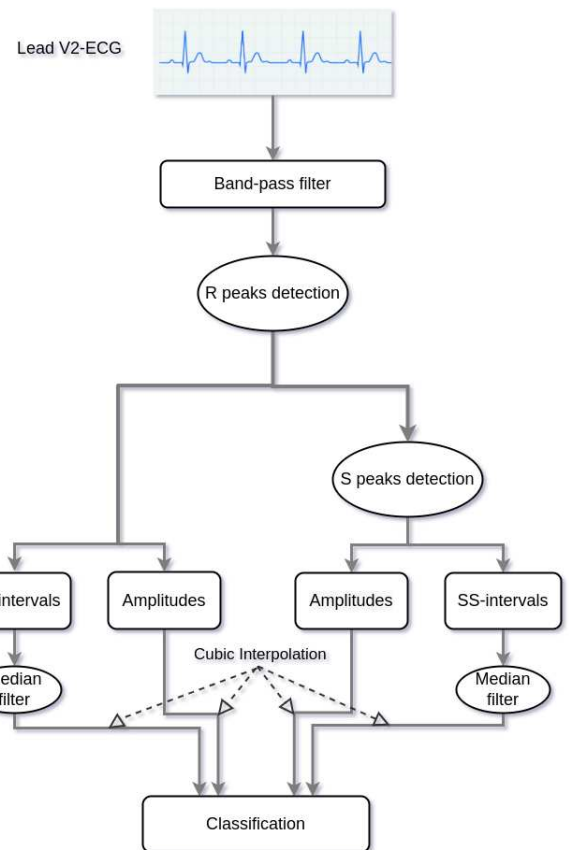 Lead V2-ECG
Band-pass filter
R peaks detection
S peaks detection
intervals
Amplitudes
Amplitudes
SS-intervals
Cubic Interpolation
edian
filter
Median
filter
Classification